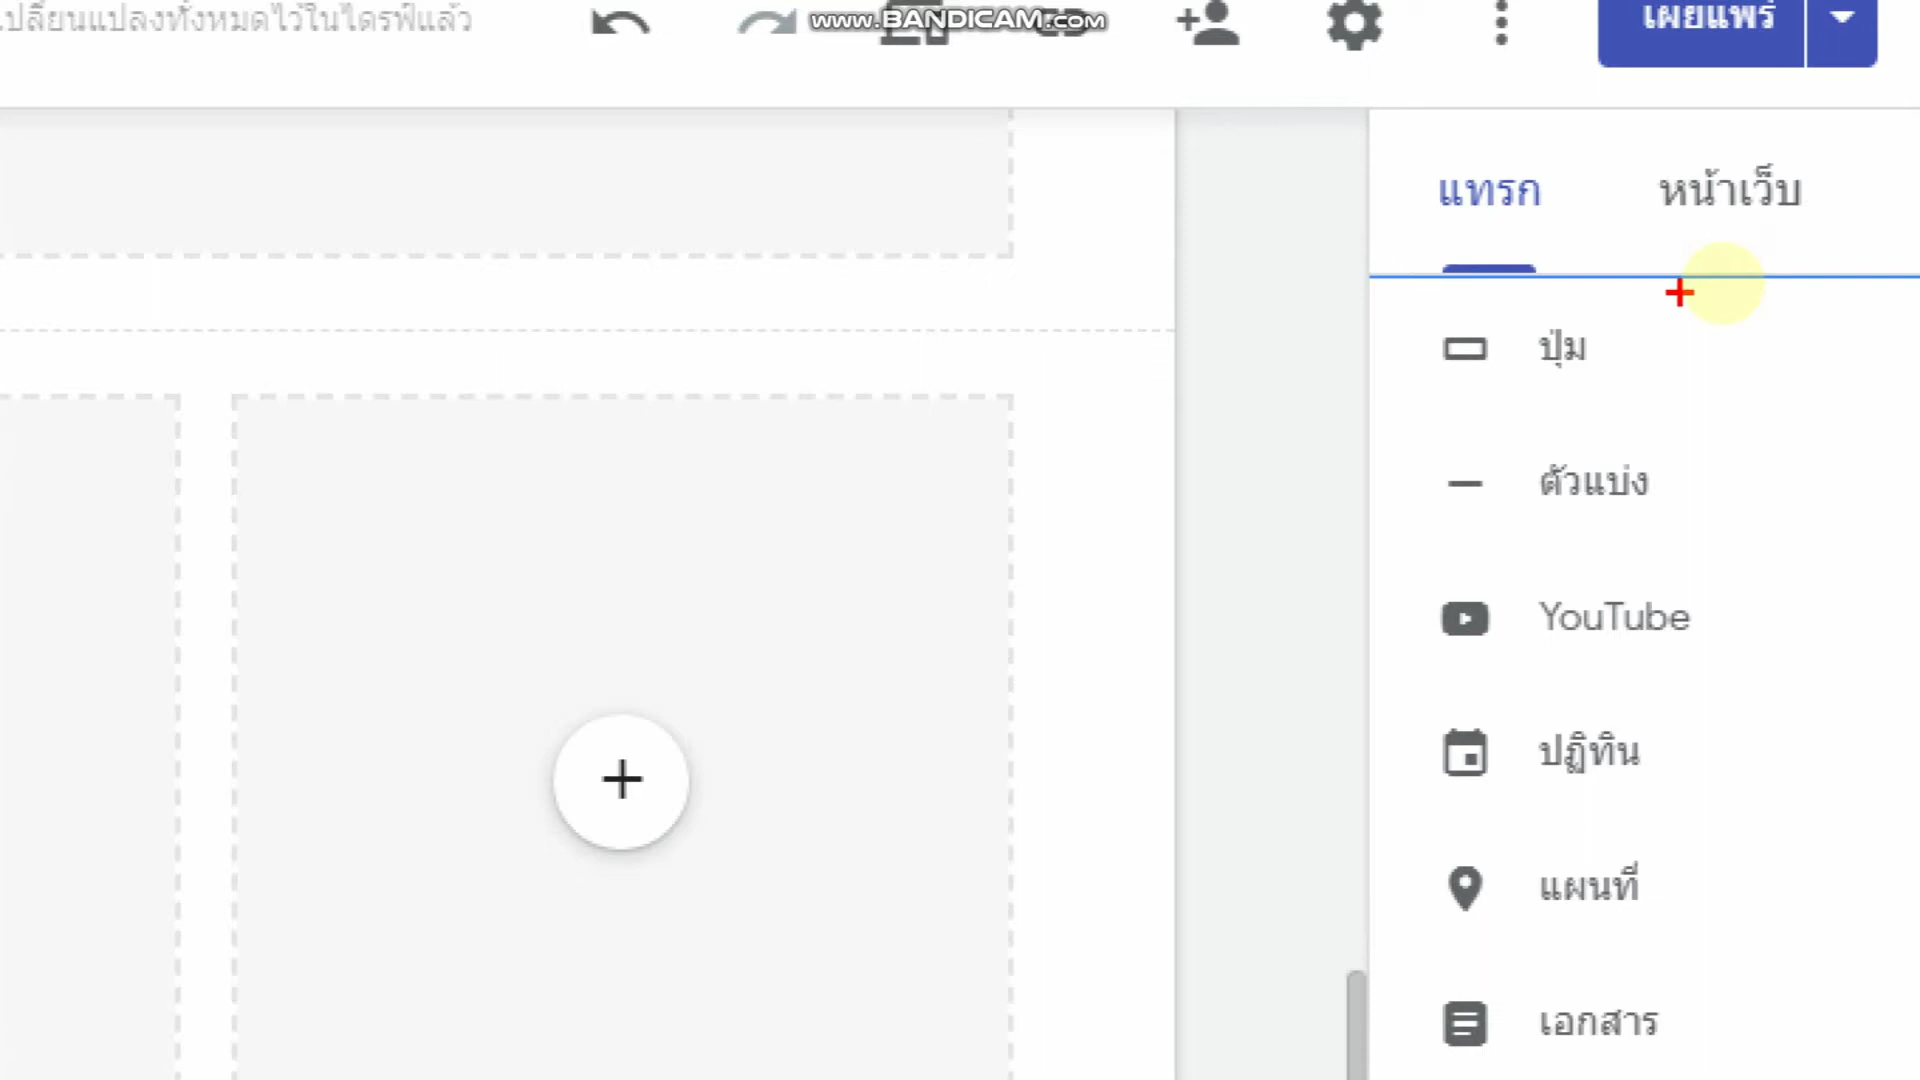 เปลี่ยนแปลงทั้งหมดไว้ในไดรฟ์แล้ว
www.BANDICAM.com
เผยแพร่
แทรก
หน้าเว็บ
ปุ่ม
ตัวแบ่ง
YouTube
ปฏิทิน
แผนที่
เอกสาร